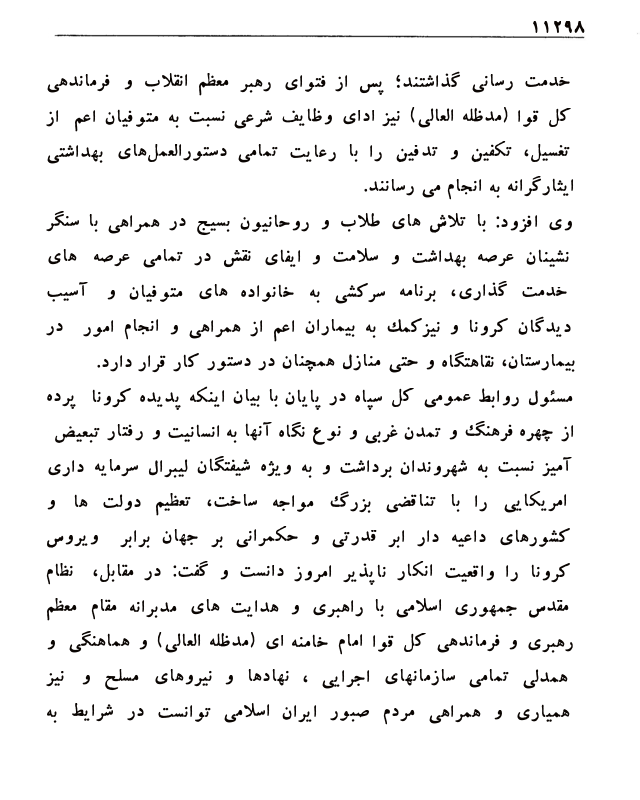 ۱۱۲۹۸
خدمت رسانی گذاشتند؛ پس از فتوای رهبر معظم انقلاب و فرماندهی
کل قوا (مدظله العالی) نیز ادای وظایف شرعی نسبت به متوفیان اعم از
تغسیل، تکفین و تدفین را با رعایت تمامی دستورالعمل‌های بهداشتی
ایثارگرانه به انجام می رسانند.
وی افزود: با تلاش های طلاب و روحانیون بسیج در همراهی با سنگر
نشینان عرصه بهداشت و سلامت و ایفای نقش در تمامی عرصه های
خدمت گذاری، برنامه سرکشی به خانواده های متوفیان و آسیب
دیدگان کرونا و نیزکمک به بیماران اعم از همراهی و انجام امور در
بیمارستان، نقاهتگاه و حتی منازل همچنان در دستور کار قرار دارد.
مسئول روابط عمومی کل سپاه در پایان با بیان اینکه پدیده کرونا پرده
از چهره فرهنگ و تمدن غربی و نوع نگاه آنها به انسانیت و رفتار تبعیض
آمیز نسبت به شهروندان برداشت و به ویژه شیفتگان لیبرال سرمایه داری
امریکایی را با تناقضی بزرگ مواجه ساخت، تعظیم دولت ها و
کشورهای داعیه دار ابر قدرتی و حکمرانی بر جهان برابر ویروس
کرونا را واقعیت انکار ناپذیر امروز دانست و گفت: در مقابل، نظام
مقدس جمهوری اسلامی با راهبری و هدایت های مدبرانه مقام معظم
رهبری و فرماندهی کل قوا امام خامنه ای (مدظله العالی) و هماهنگی و
همدلی تمامی سازمانهای اجرایی ، نهادها و نیروهای مسلح و نیز
همیاری و همراهی مردم صبور ایران اسلامی توانست در شرایط به